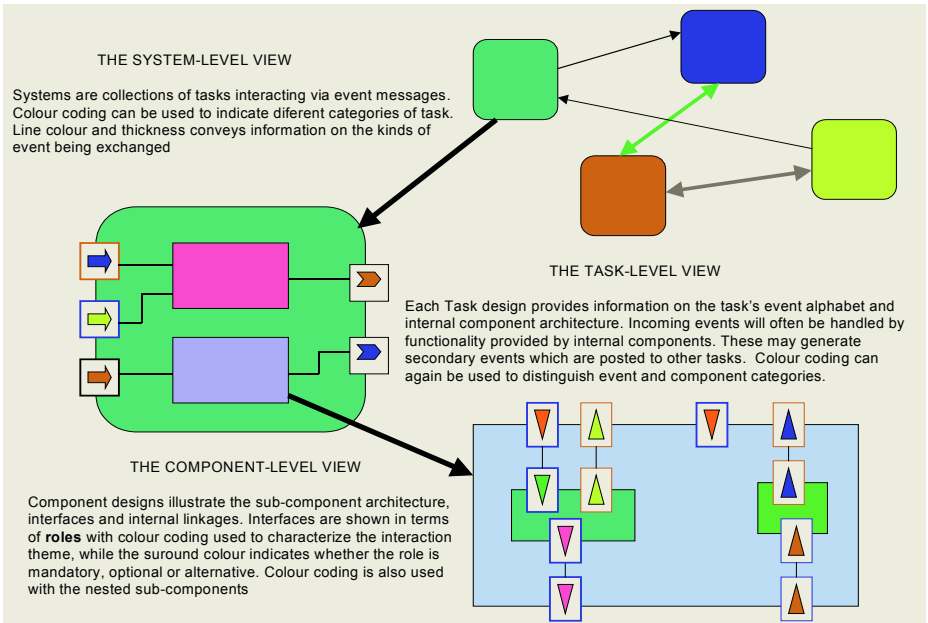 THE SYSTEM-LEVEL VIEW
Systems are collections of tasks interacting via event messages.
Colour coding can be used to indicate diferent categories of task.
Line colour and thickness conveys information on the kinds of
event being exchanged
THE TASK-LEVEL VIEW
Each Task design provides information on the task's event alphabet and
internal component architecture. Incoming events will often be handled by
functionality provided by internal components. These may generate
secondary events which are posted to other tasks. Colour coding can
again be used to distinguish event and component categories.
THE COMPONENT-LEVEL VIEW
Component designs illustrate the sub-component architecture,
interfaces and internal linkages. Interfaces are shown in terms
of roles with colour coding used to characterize the interaction
theme, while the suround colour indicates whether the role is
mandatory, optional or alternative. Colour coding is also used
with the nested sub-components